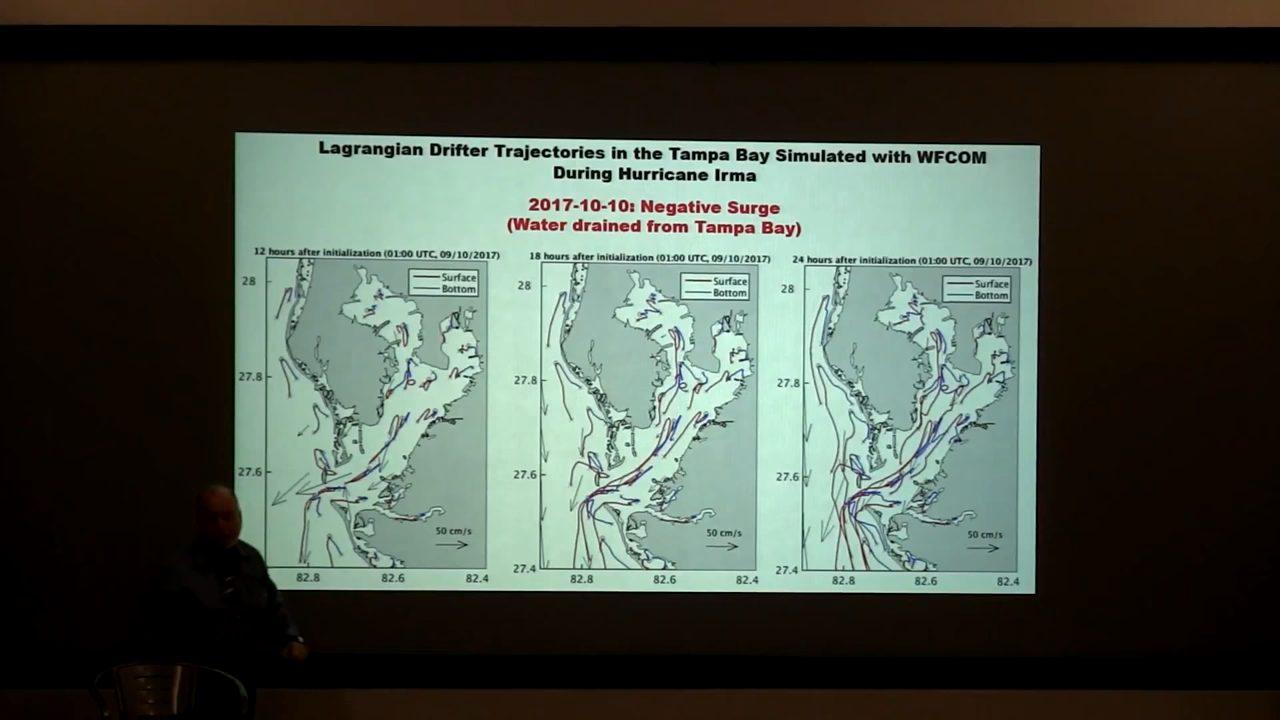 Lagrangian Drifter Trajectories in the Tampa Bay Simulated with WFCOM
During Hurricane Irma
2017-10-10: Negative Surge
(Water drained from Tampa Bay)
12 hours after initialization (01:00 UTC, 09/10/2017)
Surface
Bottom
28
27.8
27.6
50 cm/s
82.8
82.6
82.4
18 hours after initialization (01:00 UTC, 09/10/2017)
Surface
Bottom
28
27.8
27.6
27.4
50 cm/s
82.8
82.6
82.4
24 hours after initialization (01:00 UTC, 09/10/2017)
Surface
Bottom
28
27.8
27.6
27.4
50 cm/s
82.8
82.6
82.4